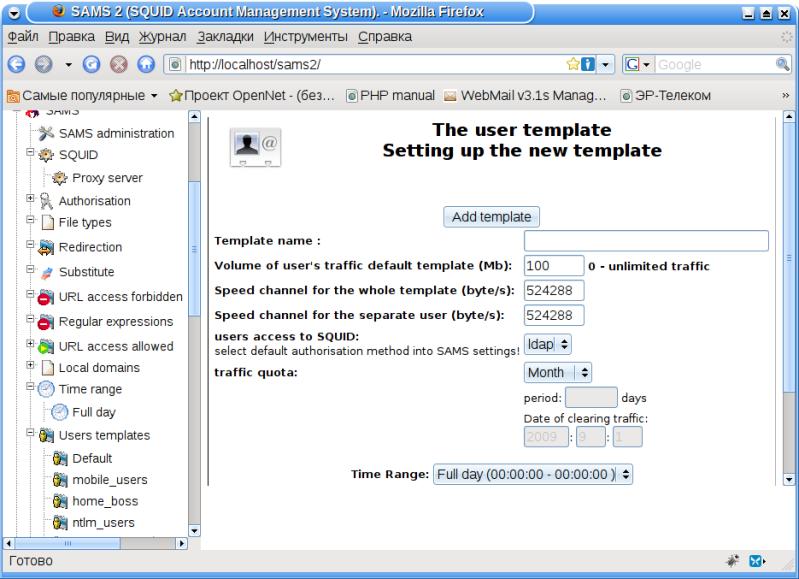 SAMS 2 (SQUID Account Management System). - Mozilla Firefox
Файл Правка Вид Журнал Закладки Инструменты Справка
http://localhost/sams2/
Google
Самые популярные
Проект OpenNet - (без...
PHP manual
WebMail v3.1s Manag...
ЭР-Телеком
»
SAMS
SAMS administration
SQUID
Proxy server
Authorisation
File types
Redirection
Substitute
URL access forbidden
Regular expressions
URL access allowed
Local domains
Time range
Full day
Users templates
Default
mobile_users
home_boss
ntlm_users
The user template
Setting up the new template
Add template
Template name :
Volume of user's traffic default template (Mb): 100 0 - unlimited traffic
Speed channel for the whole template (byte/s): 524288
Speed channel for the separate user (byte/s): 524288
users access to SQUID:
select default authorisation method into SAMS settings! ldap
traffic quota: Month
period: days
Date of clearing traffic:
2009 : 9 : 1
Time Range: Full day (00:00:00 - 00:00:00 )
Готово